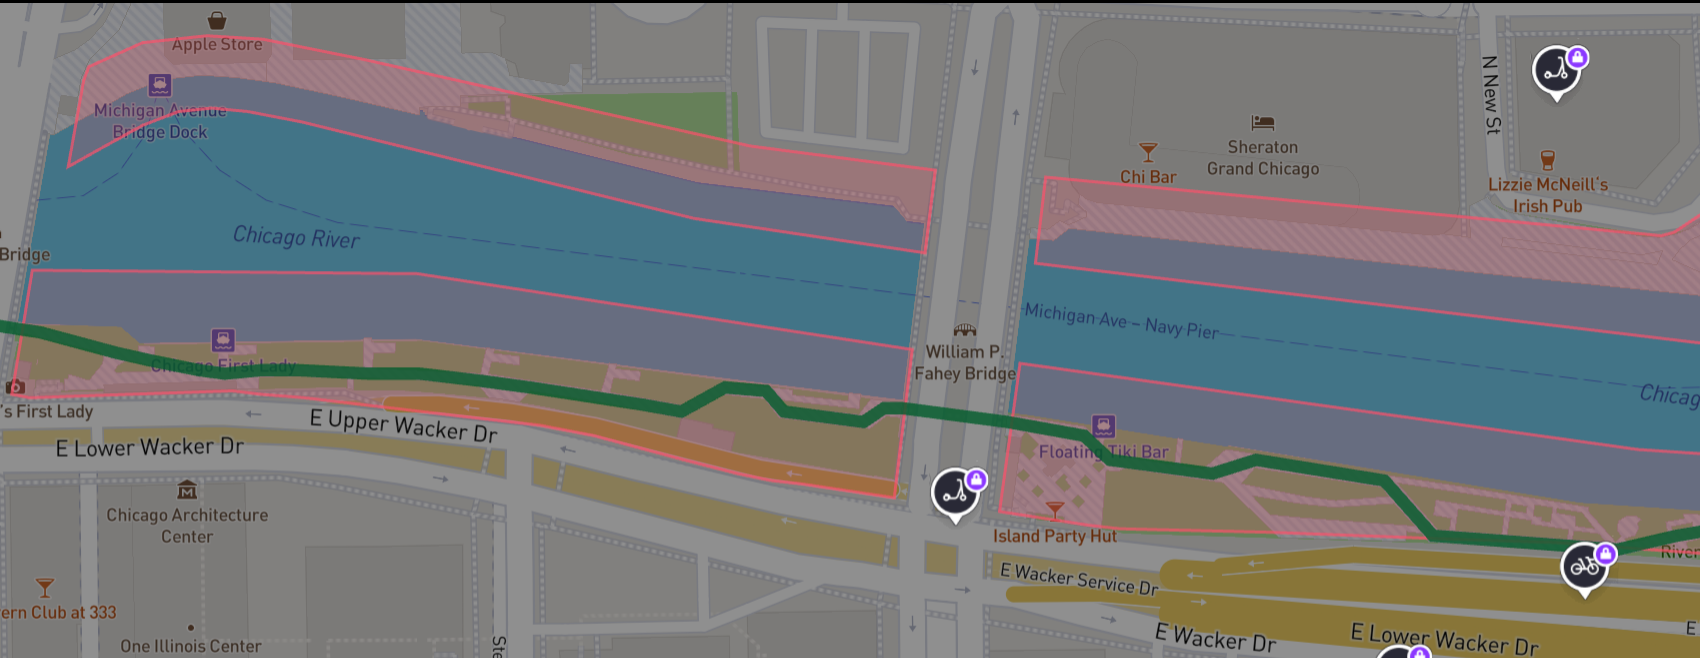 Apple Store
Michigan Avenue
Bridge Dock
Chicago River
Bridge
Chicago First Lady
's First Lady
E Upper Wacker Dr
E Lower Wacker Dr
Chicago Architecture
Center
ern Club at 333
One Illinois Center
Ste
William P.
Fahey Bridge
N New St
Sheraton
Grand Chicago
Chi Bar
Lizzie McNeill's
Irish Pub
Michigan Ave – Navy Pier
Chicag
Floating Tiki Bar
Island Party Hut
River
E Wacker Service Dr
E Wacker Dr
E Lower Wacker Dr
E